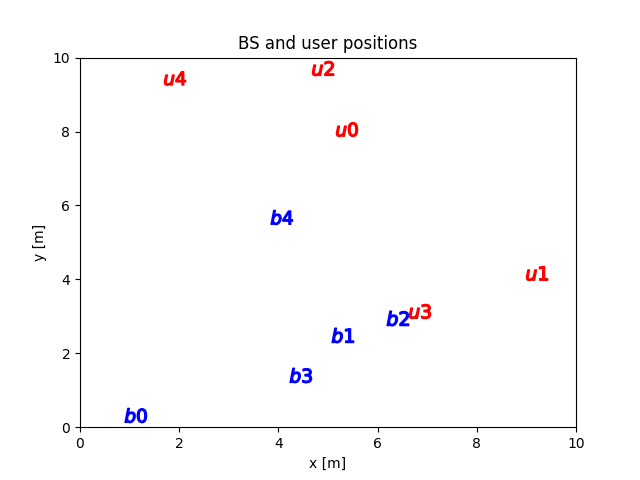 BS and user positions
10
u2
u4
8
u0
6
b4
y [m]
4
u1
b2 u3
2
b1
b3
b0
0
0 2 4 6 8 10
x [m]